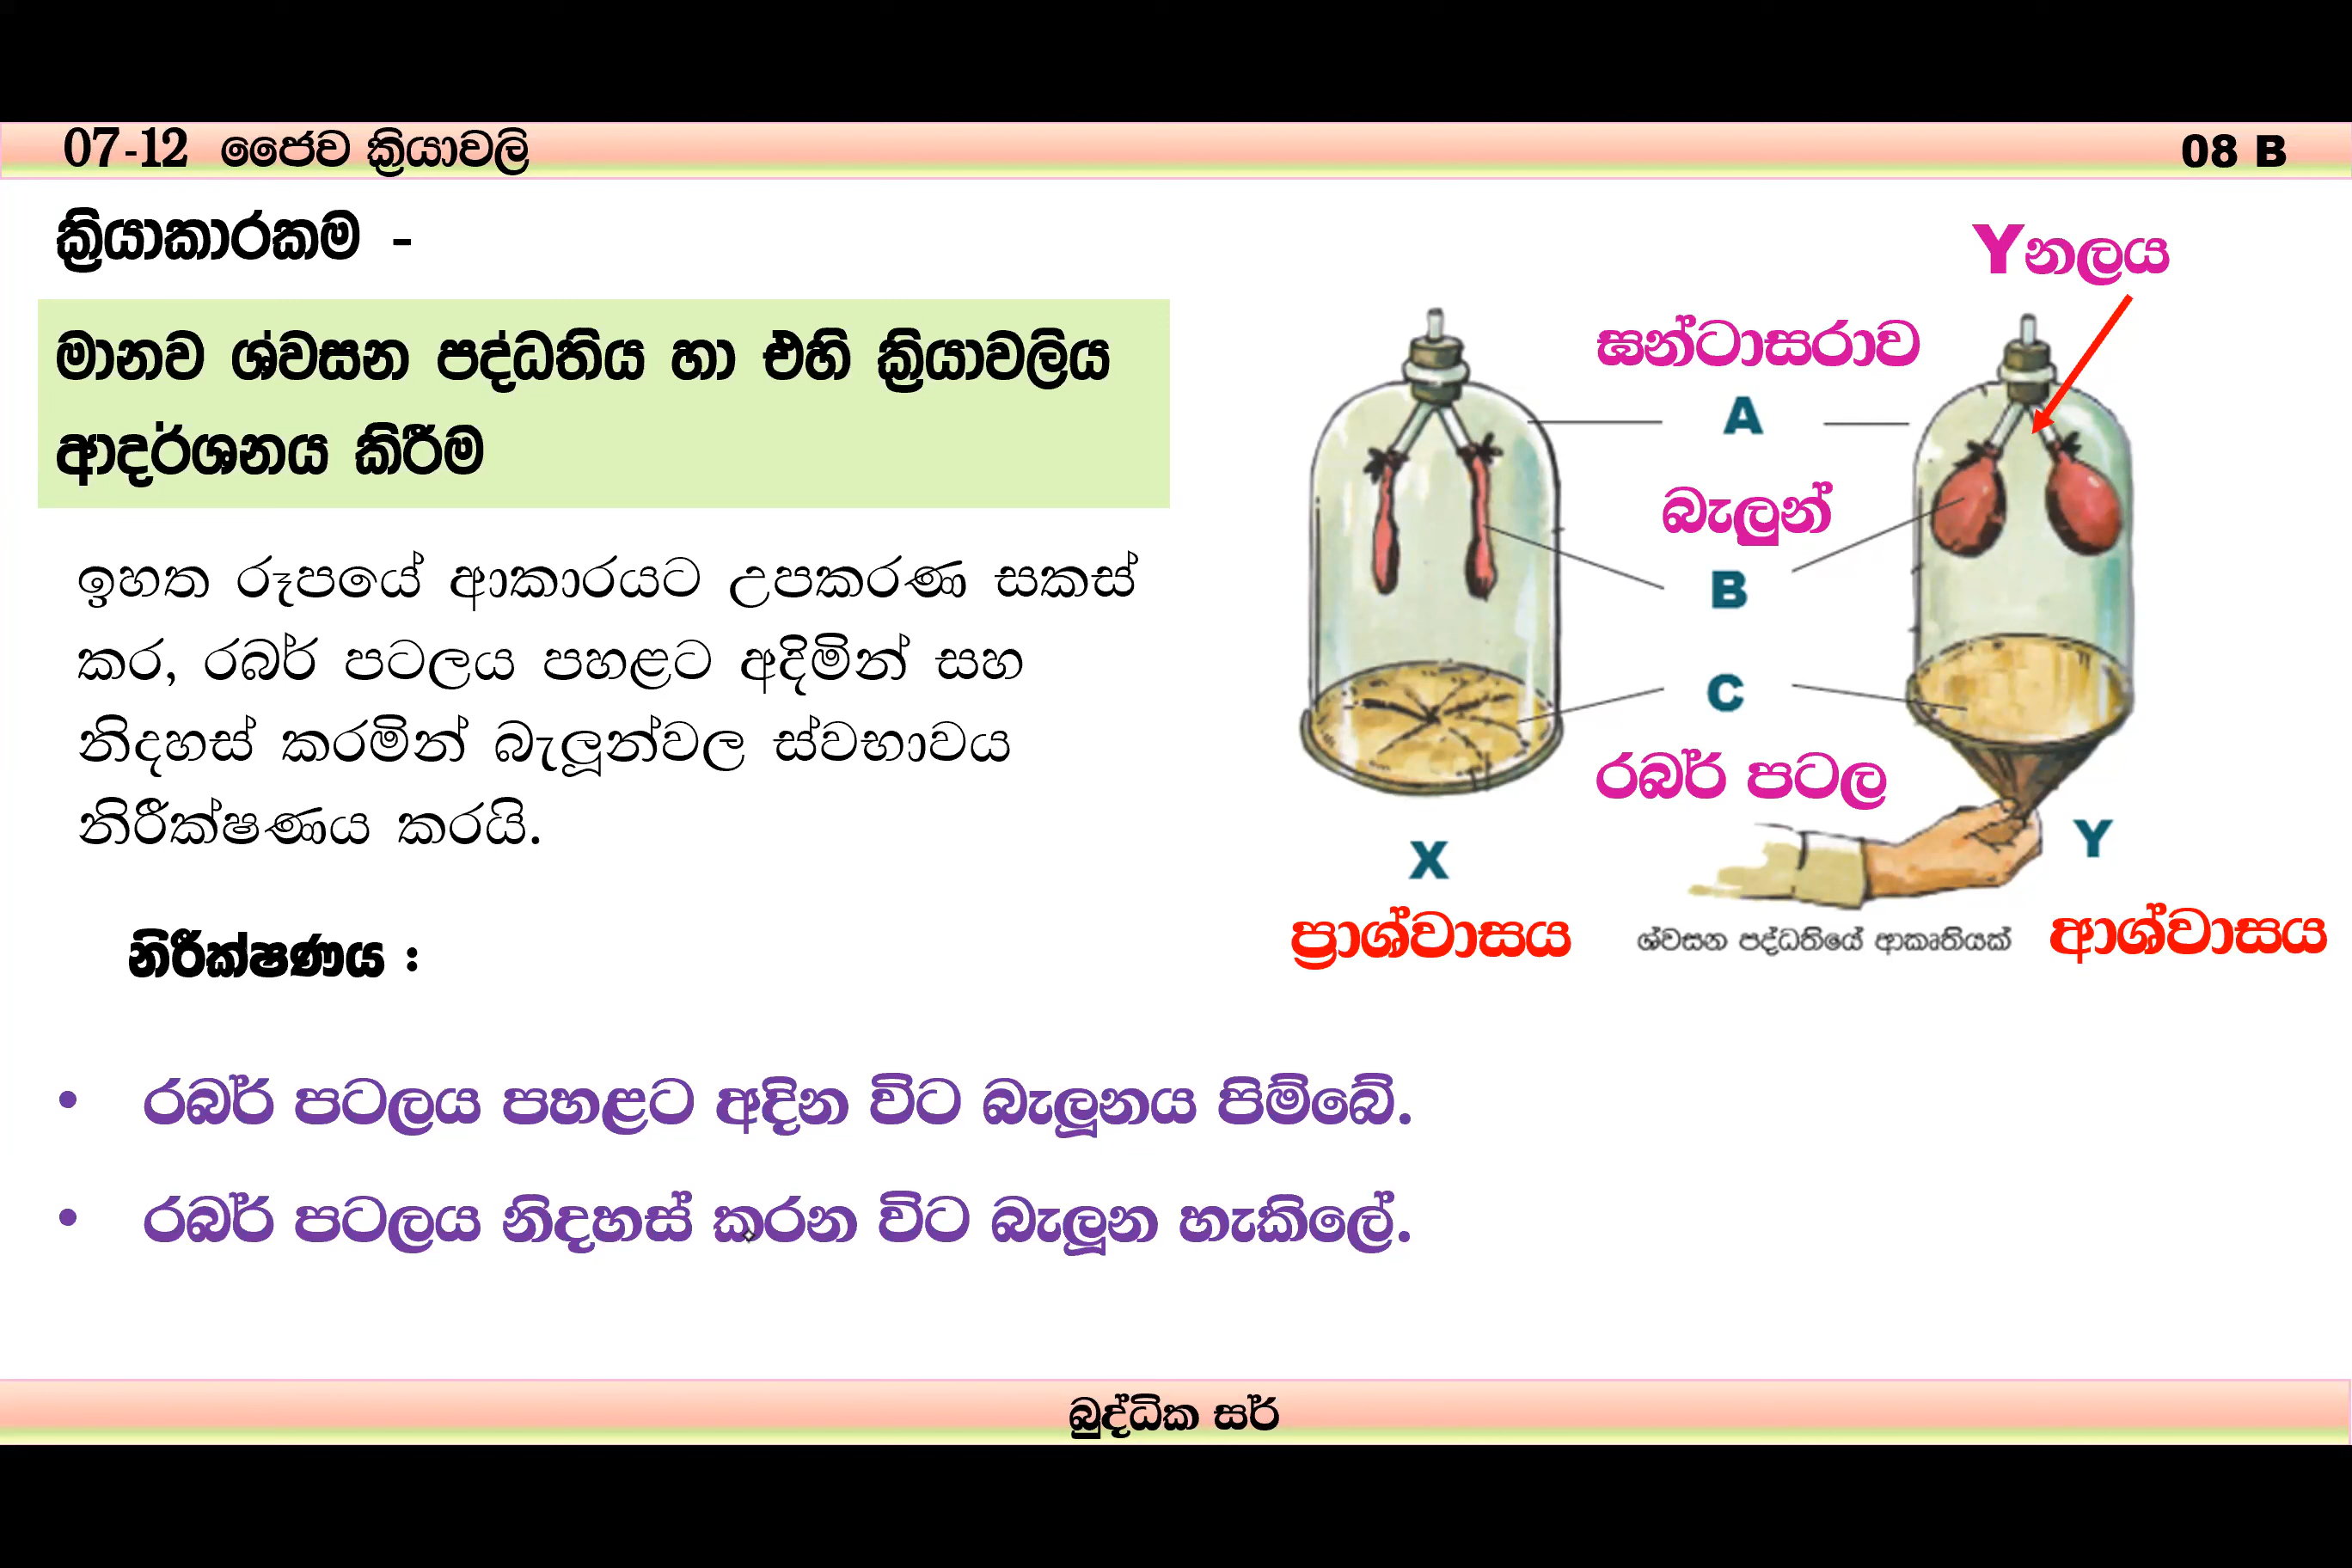 07-12 ජෛව ක්‍රියාවලි
08 B
ක්‍රියාකාරකම -
මානව ශ්වසන පද්ධතිය හා එහි ක්‍රියාවලිය
ආදර්ශනය කිරීම
ඉහත රූපයේ ආකාරයට උපකරණ සකස්
කර, රබර් පටලය පහළට අදිමින් සහ
නිදහස් කරමින් බැලූන්වල ස්වභාවය
නිරීක්ෂණය කරයි.
Yනලය
ඝන්ටාසරාව
A
බැලුන්
B
C
රබර් පටල
X
Y
ප්‍රාශ්වාසය
ශ්වසන පද්ධතියේ ආකෘතියක්
ආශ්වාසය
නිරීක්ෂණය :
• රබර් පටලය පහළට අදින විට බැලූනය පිම්බේ.
• රබර් පටලය නිදහස් කරන විට බැලූන හැකිලේ.
බුද්ධික සර්